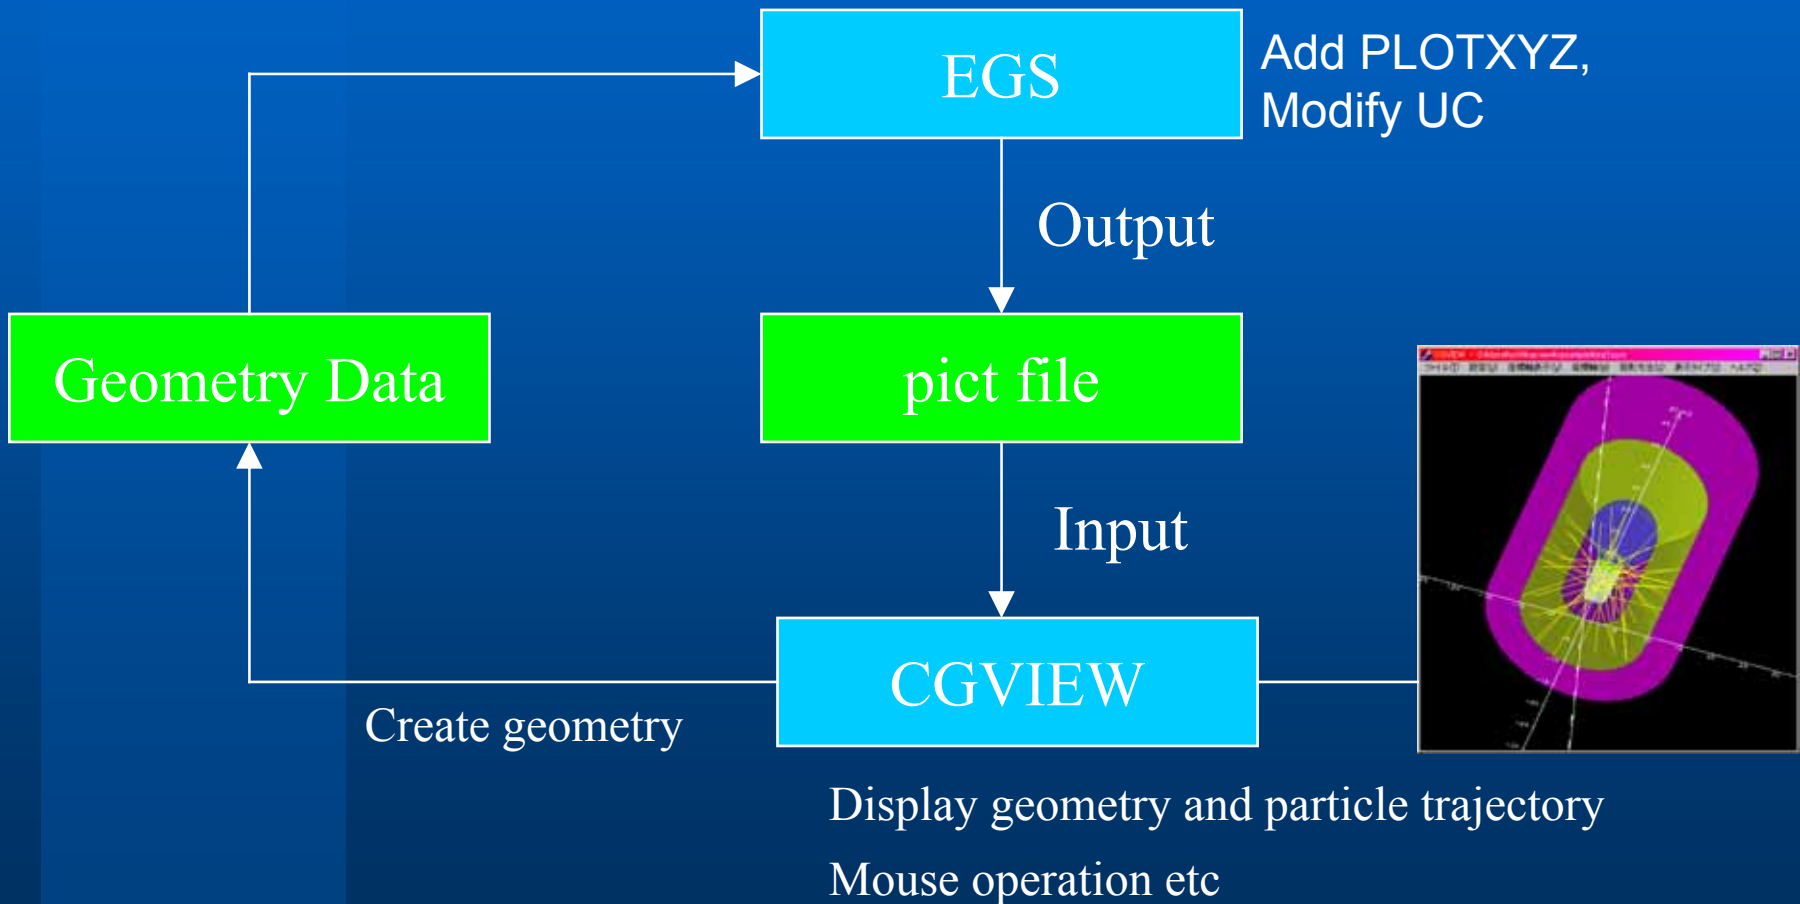 EGS
Add PLOTXYZ,
Modify UC
Output
Geometry Data
pict file
Input
CGVIEW
Create geometry
Display geometry and particle trajectory
Mouse operation etc